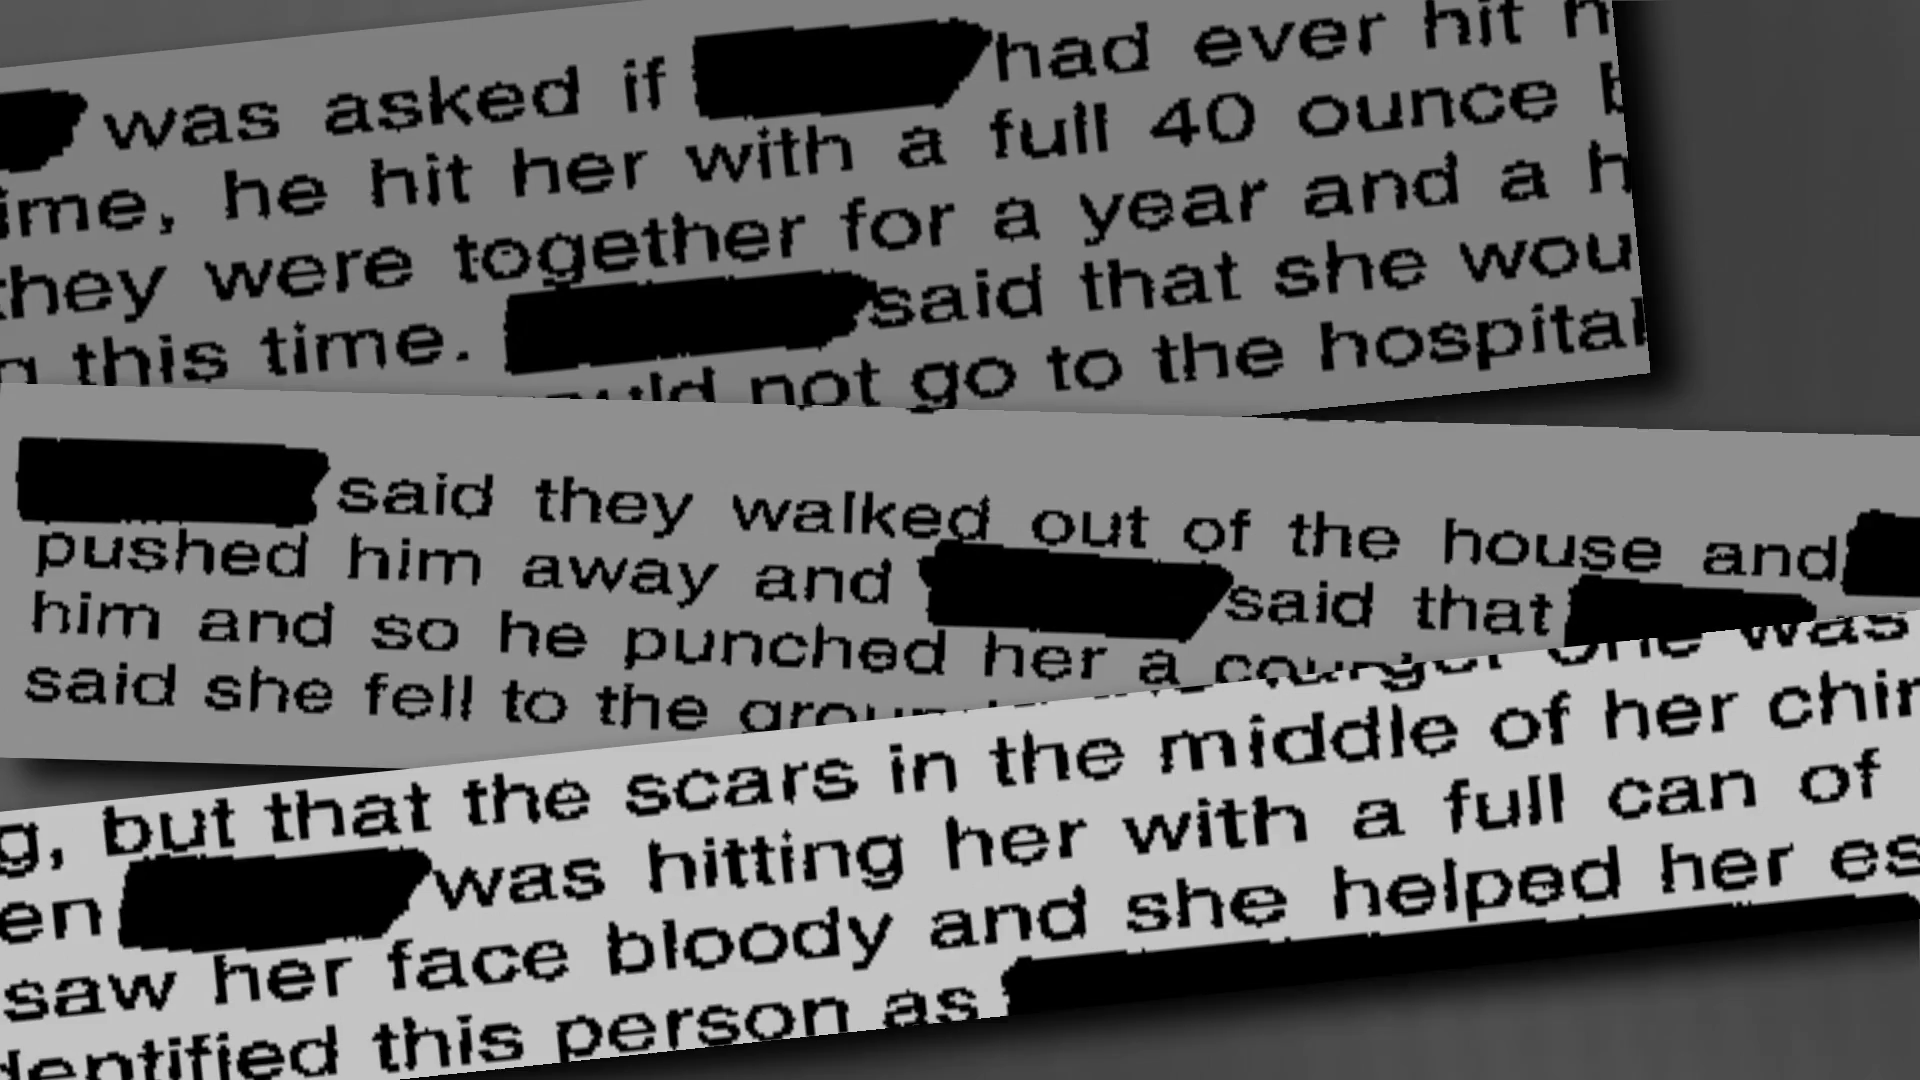 was asked if had ever hit
ime, he hit her with a full 40 ounce
they were together for a year and a
this time. said that she wou
not go to the hospital
said they walked out of the house and
pushed him away and said that
him and so he punched her a
said she fell to the
One was
g, but that the scars in the middle of her chin
en was hitting her with a full can of
saw her face bloody and she helped her es
dentified this person as